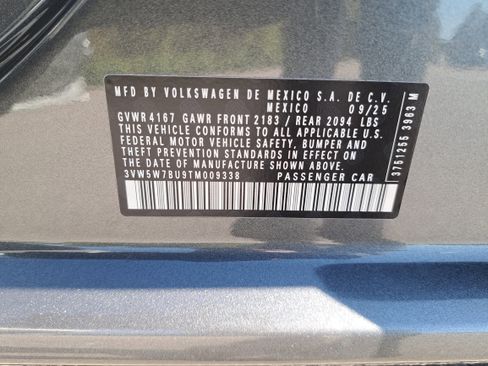 MFD BY VOLKSWAGEN DE MEXICO S.A. DE C.V.
MEXICO 09/25
GVWR 4167 GAWR FRONT 2183 / REAR 2094 LBS
THIS VEHICLE CONFORMS TO ALL APPLICABLE U.S.
FEDERAL MOTOR VEHICLE SAFETY, BUMPER AND
THEFT PREVENTION STANDARDS IN EFFECT ON THE
DATE OF MANUFACTURE SHOWN ABOVE.
3VW5W7BU9TM009338 PASSENGER CAR
3751255 3963 M